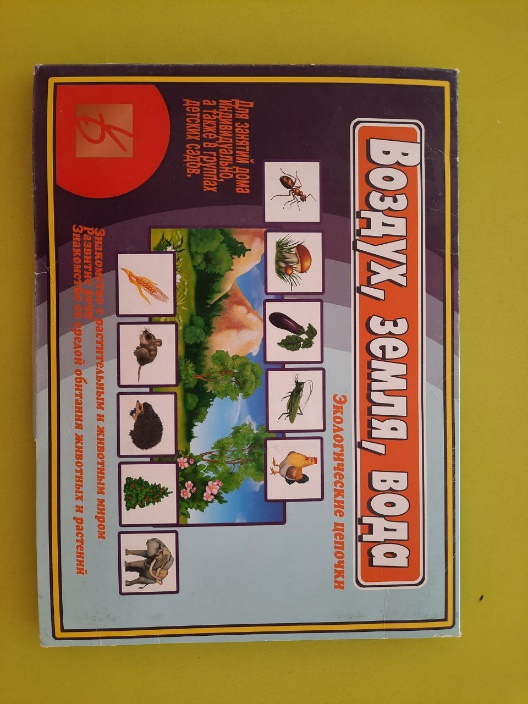 Воздух, земля, вода
Экологические цепочки
Для занятий дома
индивидуально,
а также в группах
детских садов.
Знакомство с растительным и животным миром
Развитие речи
Знакомство со средой обитания животных и растений